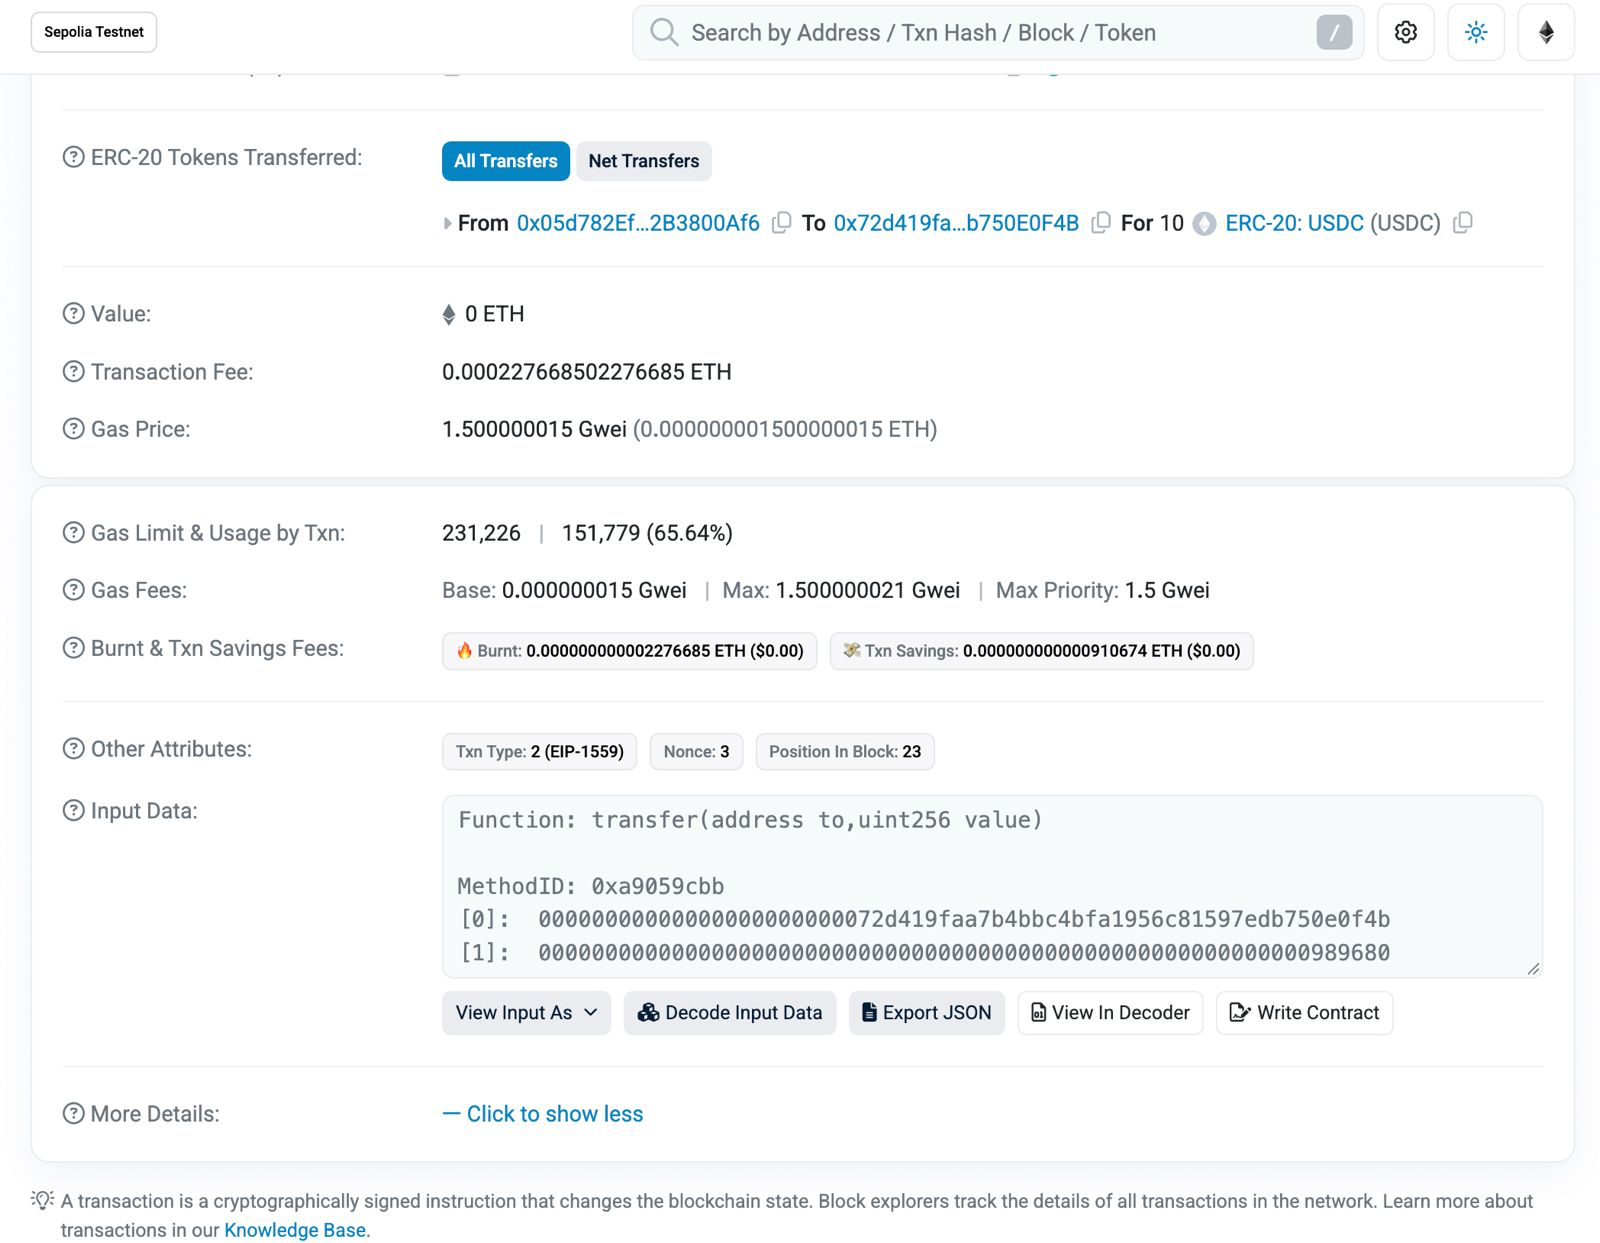 Sepolia Testnet
Search by Address / Txn Hash / Block / Token
/
ERC-20 Tokens Transferred:
All Transfers Net Transfers
From 0x05d782Ef...2B3800Af6 To 0x72d419fa...b750E0F4B For 10 ERC-20: USDC (USDC)
Value:
0 ETH
Transaction Fee:
0.000227668502276685 ETH
Gas Price:
1.500000015 Gwei (0.000000001500000015 ETH)
Gas Limit & Usage by Txn:
231,226 | 151,779 (65.64%)
Gas Fees:
Base: 0.000000015 Gwei | Max: 1.500000021 Gwei | Max Priority: 1.5 Gwei
Burnt & Txn Savings Fees:
Burnt: 0.000000000002276685 ETH ($0.00) Txn Savings: 0.000000000000910674 ETH ($0.00)
Other Attributes:
Txn Type: 2 (EIP-1559) Nonce: 3 Position In Block: 23
Input Data:
Function: transfer(address to,uint256 value)
MethodID: 0xa9059cbb
[0]: 00000000000000000000000072d419faa7b4bbc4bfa1956c81597edb750e0f4b
[1]: 0000000000000000000000000000000000000000000000000000000000989680
View Input As Decode Input Data Export JSON View In Decoder Write Contract
More Details:
— Click to show less
A transaction is a cryptographically signed instruction that changes the blockchain state. Block explorers track the details of all transactions in the network. Learn more about
transactions in our Knowledge Base.